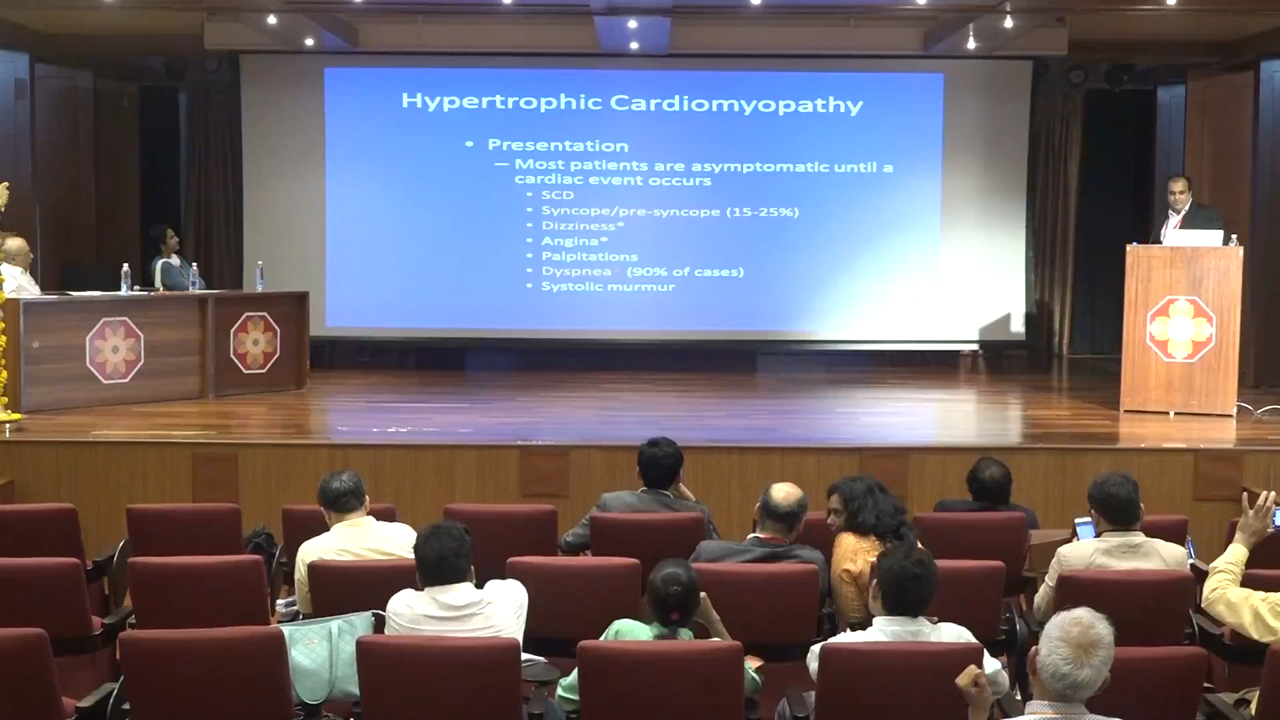 Hypertrophic Cardiomyopathy
• Presentation
– Most patients are asymptomatic until a
cardiac event occurs
• SCD
• Syncope/pre-syncope (15-25%)
• Dizziness*
• Angina*
• Palpitations
• Dyspnea* (90% of cases)
• Systolic murmur